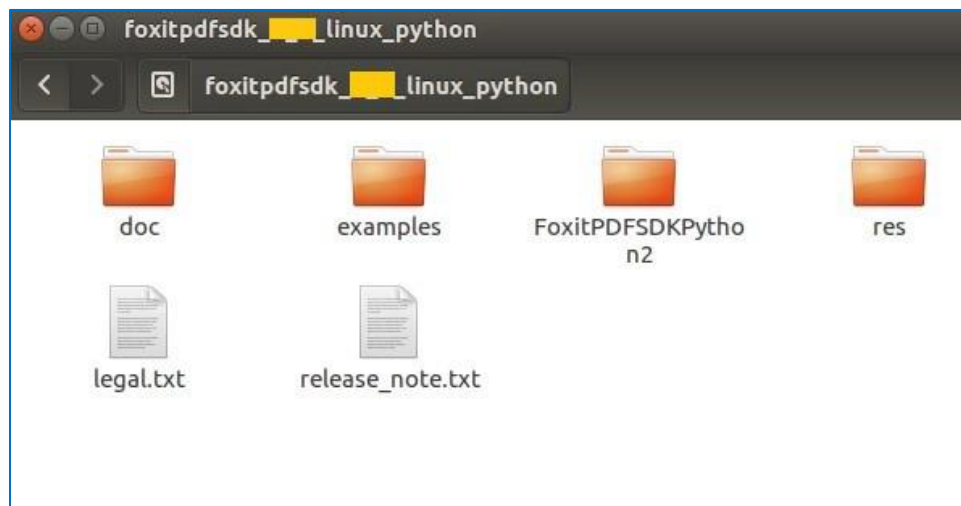 foxitpdfsdk_ _ _linux_python
foxitpdfsdk_ _ _linux_python
doc
examples
FoxitPDFSDKPytho
n2
res
legal.txt
release_note.txt